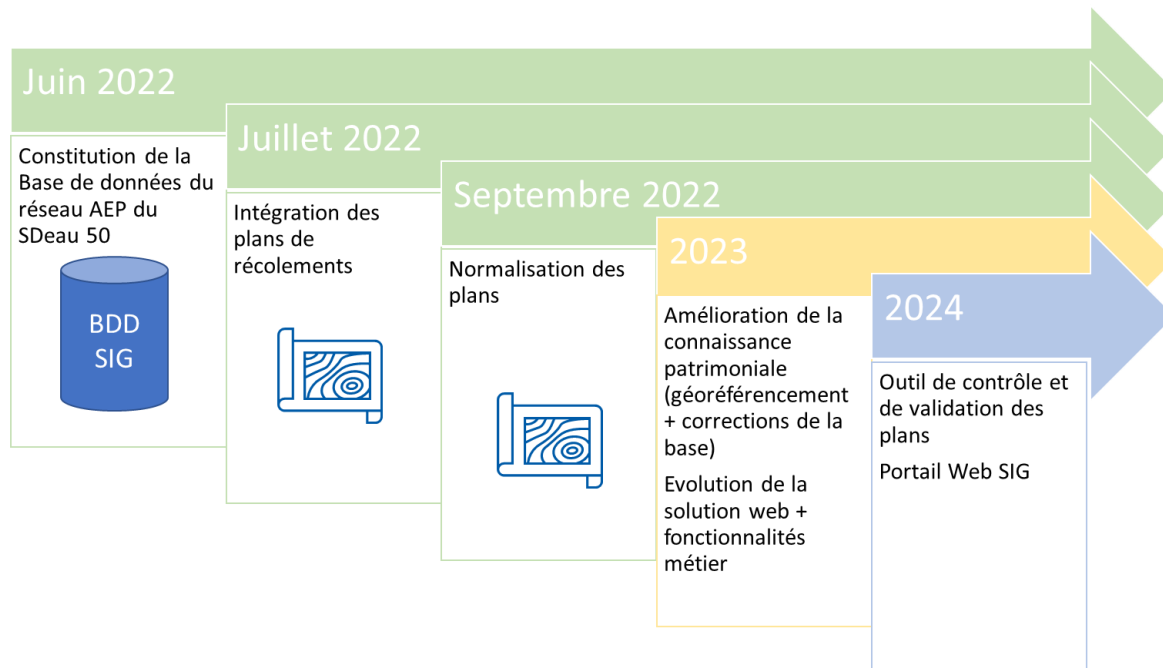 Juin 2022
Constitution de la
Base de données du
réseau AEP du
SDeau 50
BDD
SIG
Juillet 2022
Intégration des
plans de
récolements
Septembre 2022
Normalisation des
plans
2023
Amélioration de la
connaissance
patrimoniale
(géoréférencement
+ corrections de la
base)
Evolution de la
solution web +
fonctionnalités
métier
2024
Outil de contrôle et
de validation des
plans
Portail Web SIG